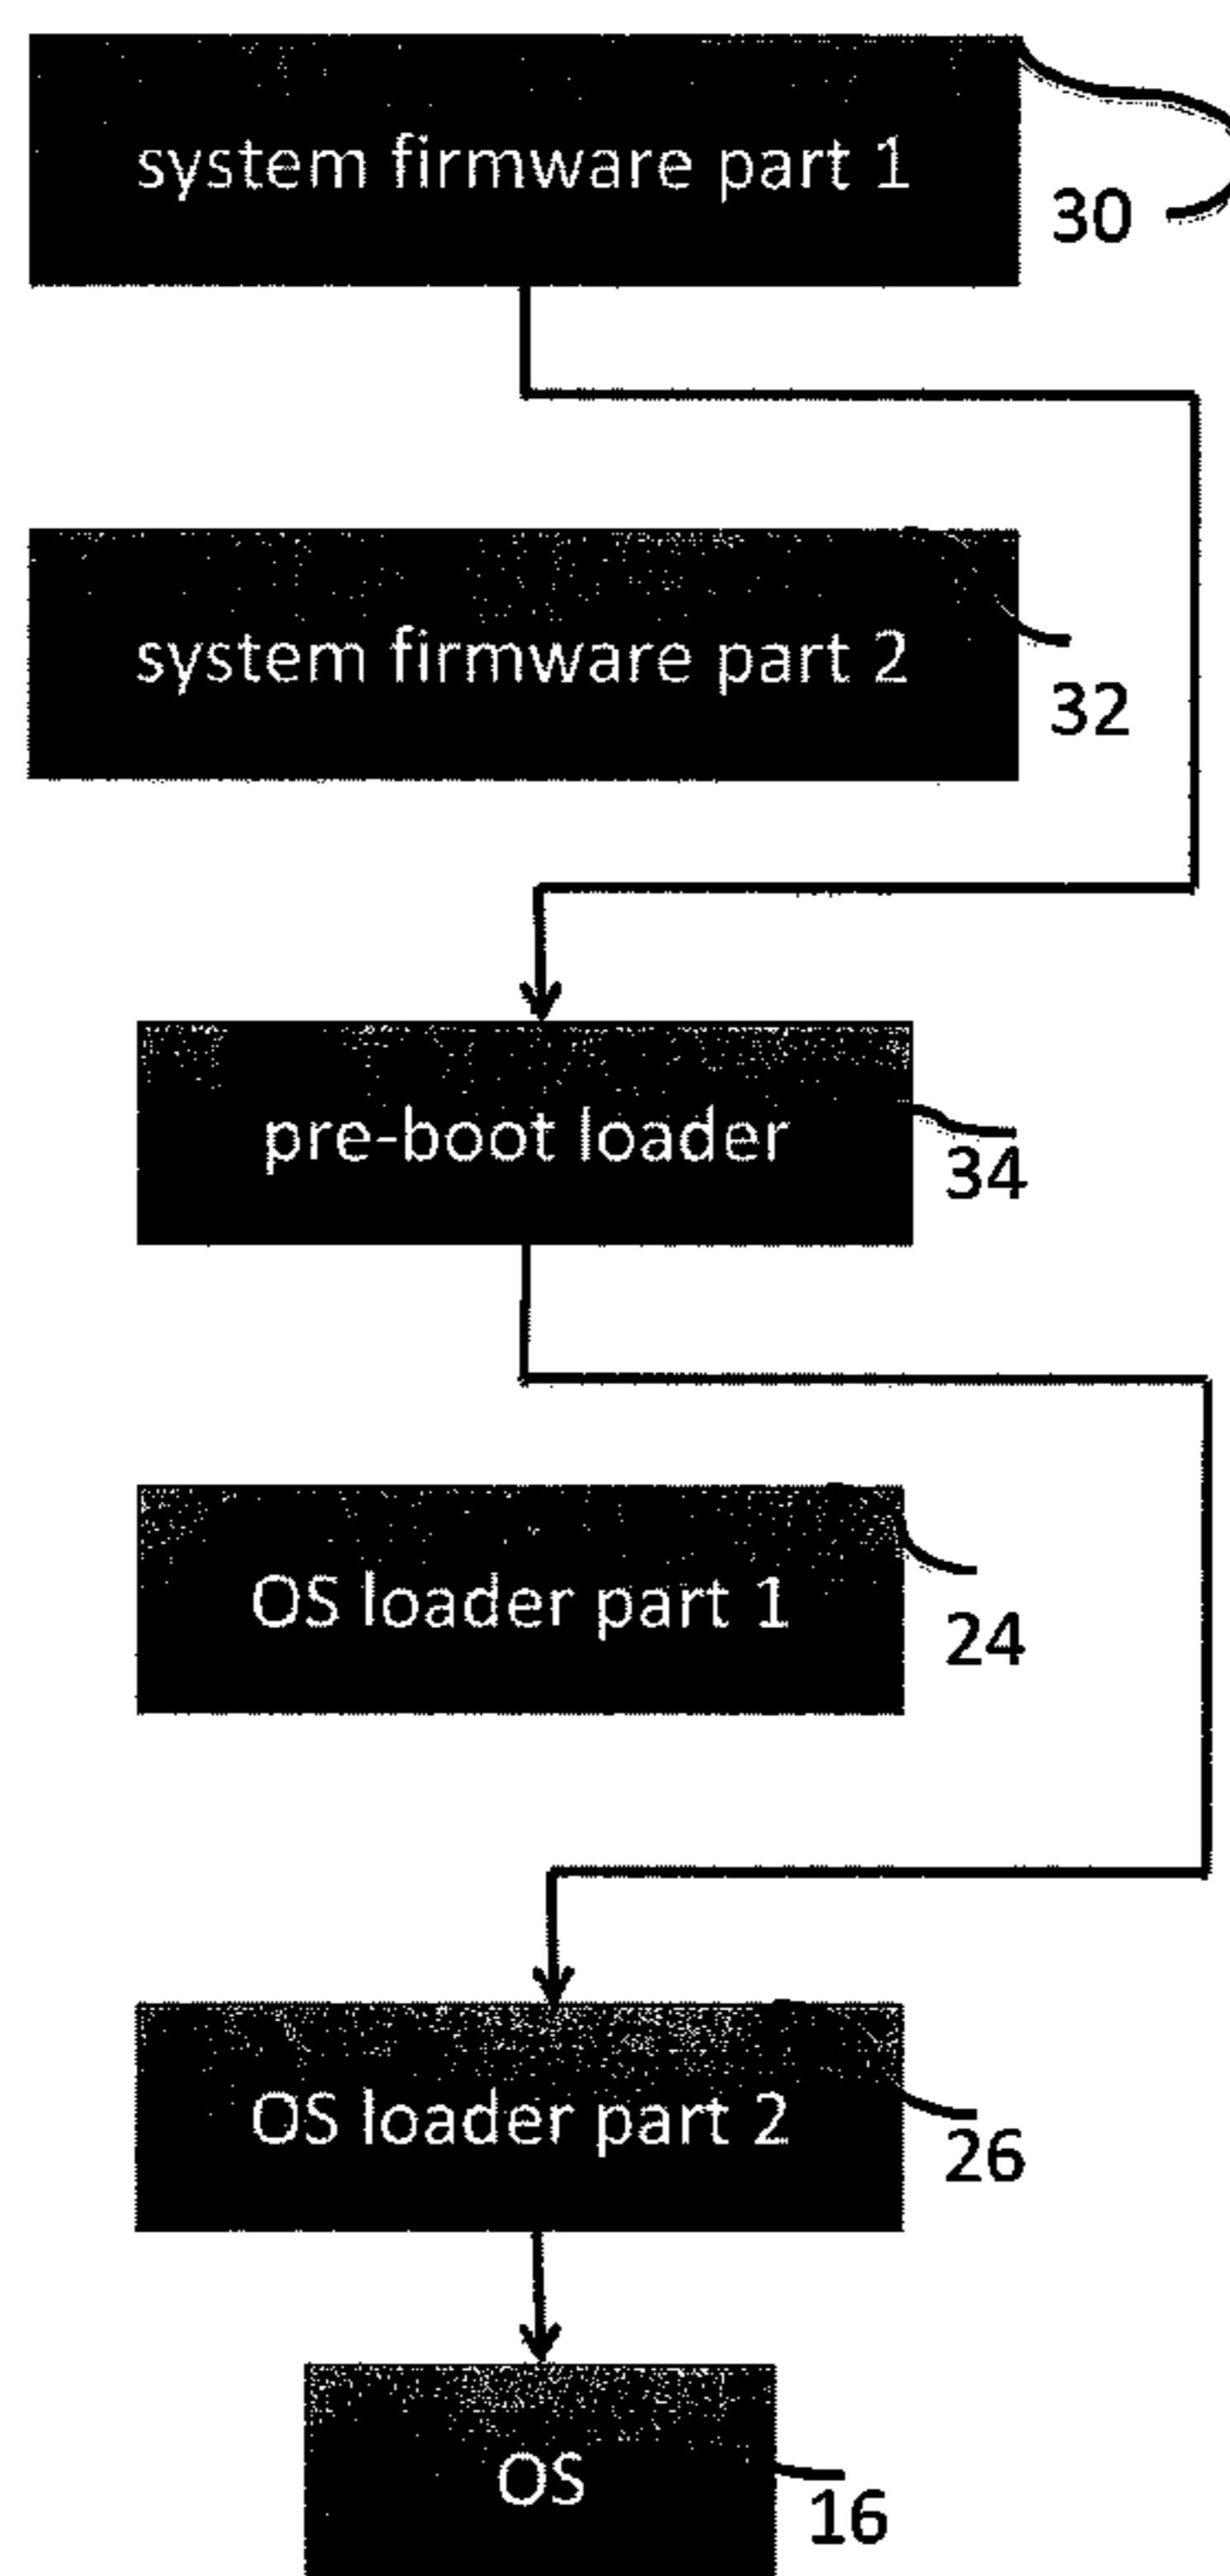 system firmware part 1
30
system firmware part 2
32
pre-boot loader
34
OS loader part 1
24
OS loader part 2
26
OS
16